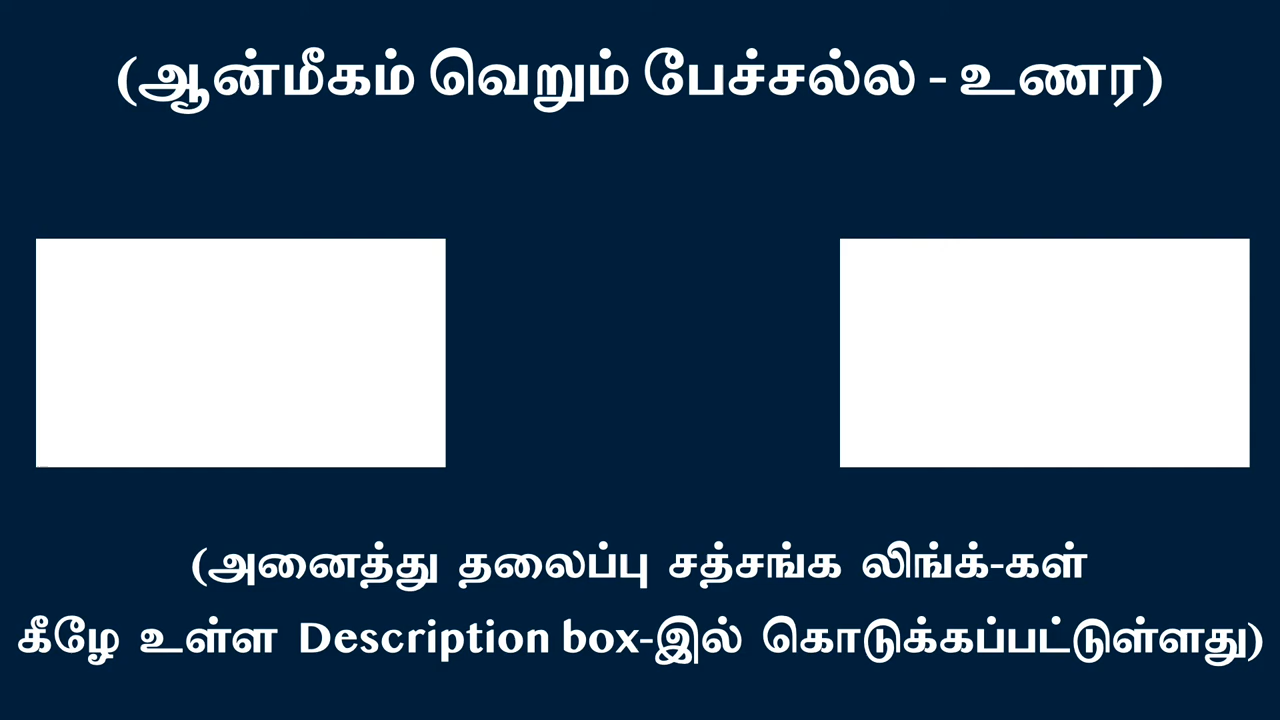 (ஆன்மீகம் வெறும் பேச்சல்ல - உணர)
(அனைத்து தலைப்பு சத்சங்க லிங்க்-கள்
கீழே உள்ள Description box-இல் கொடுக்கப்பட்டுள்ளது)